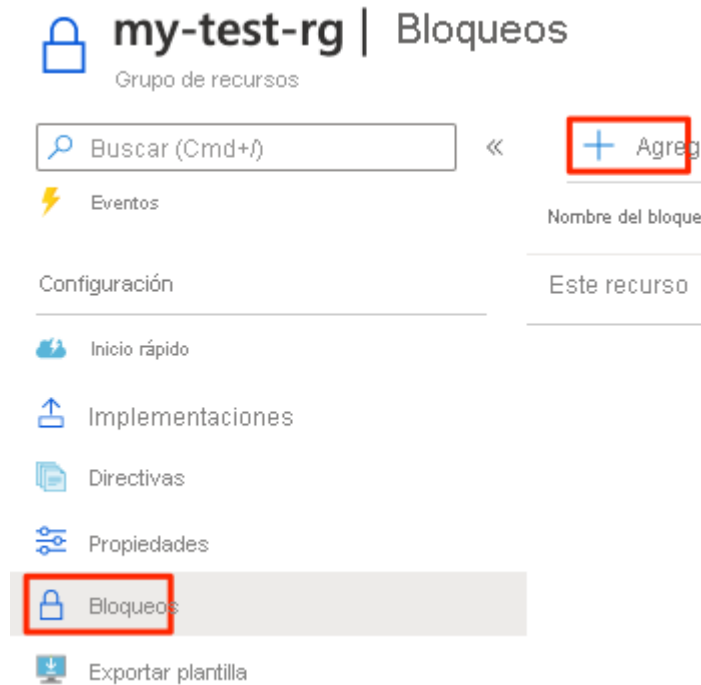 my-test-rg | Bloqueos
Grupo de recursos
Buscar (Cmd+/) «
+ Agreg
Eventos
Nombre del bloque
Configuración
Este recurso
Inicio rápido
Implementaciones
Directivas
Propiedades
Bloqueos
Exportar plantilla